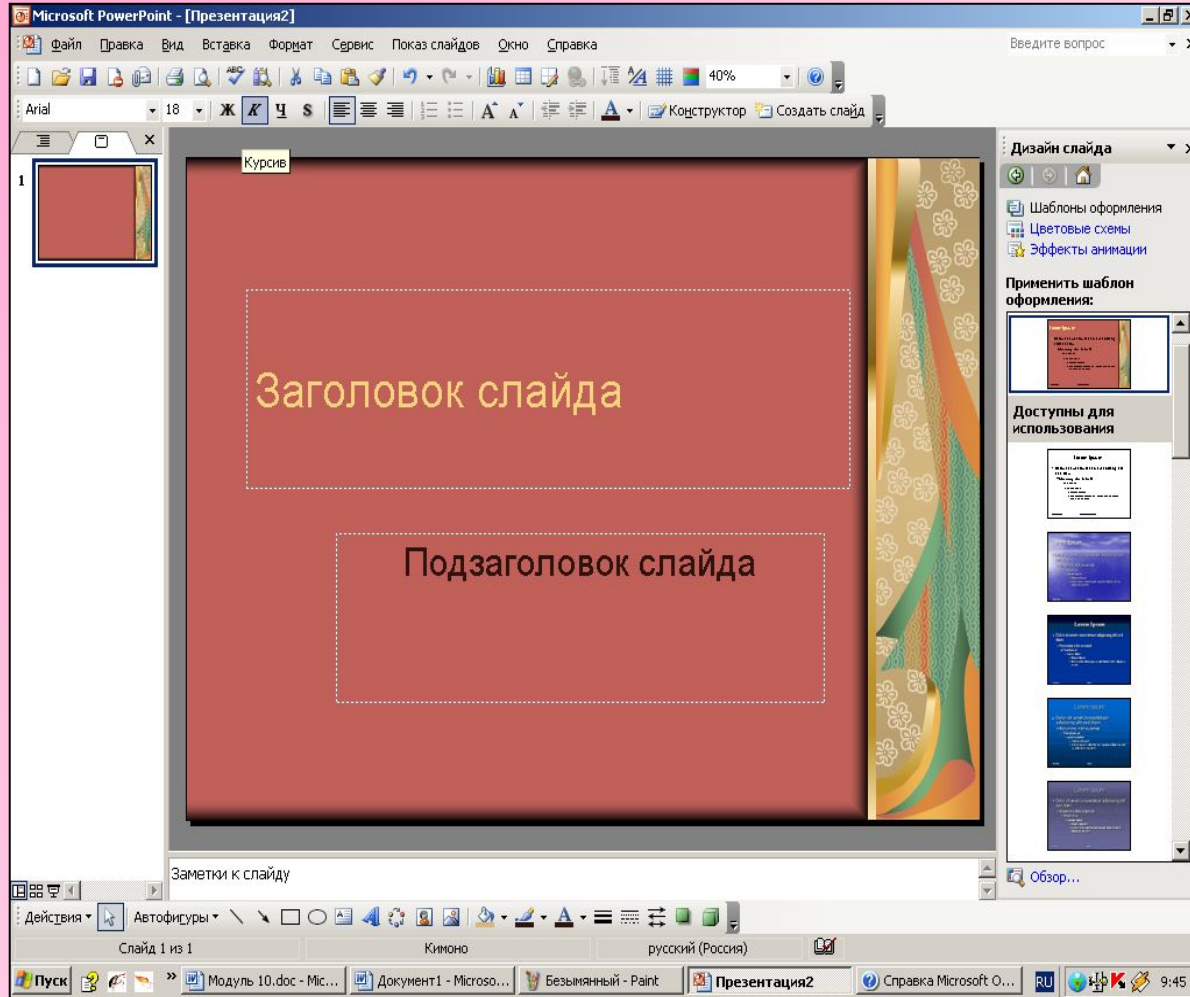 Microsoft PowerPoint - [Презентация2]
Файл Правка Вид Вставка Формат Сервис Показ слайдов Окно Справка Введите вопрос
40%
Arial 18 Ж К Ч S Конструктор Создать слайд
Курсив
1
Заголовок слайда
Подзаголовок слайда
Заметки к слайду
Дизайн слайда
Шаблоны оформления
Цветовые схемы
Эффекты анимации
Применить шаблон
оформления:
Доступны для
использования
Обзор...
Действия Автофигуры
Слайд 1 из 1 Кимоно русский (Россия)
Пуск » Модуль 10.doc - Mic... Документ1 - Microso... Безымянный - Paint Презентация2 Справка Microsoft O... RU 9:45